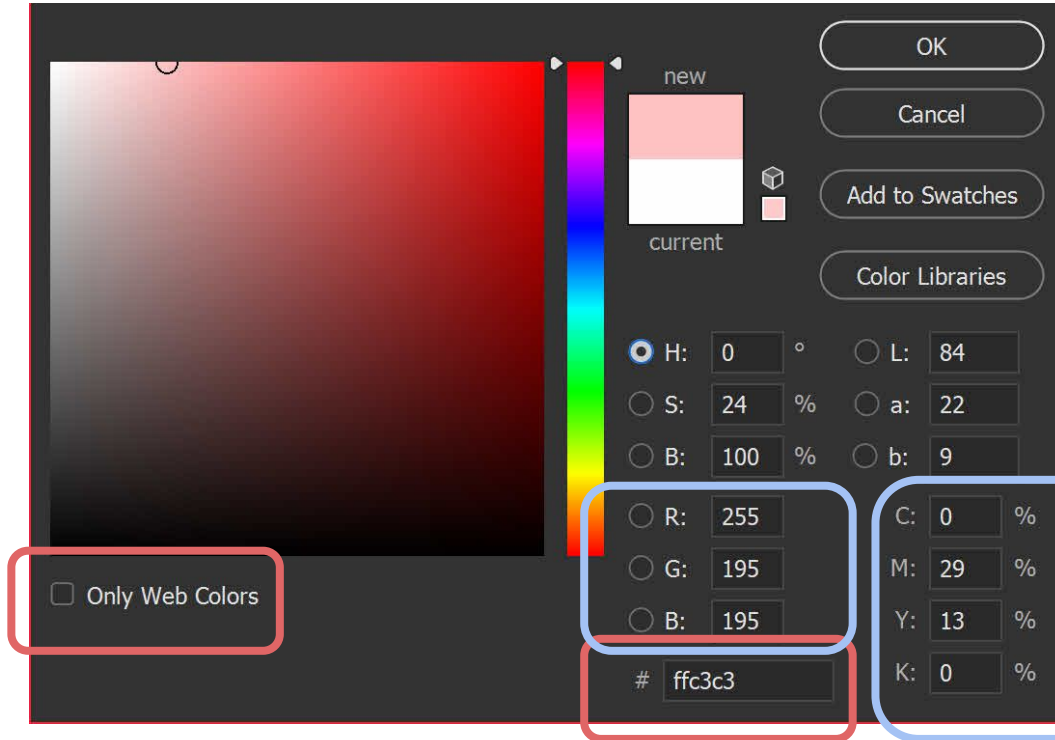 OK
new
Cancel
Add to Swatches
current
Color Libraries
H: 0 °
L: 84
S: 24 %
a: 22
B: 100 %
b: 9
R: 255
C: 0 %
G: 195
M: 29 %
Only Web Colors
B: 195
Y: 13 %
# ffc3c3
K: 0 %